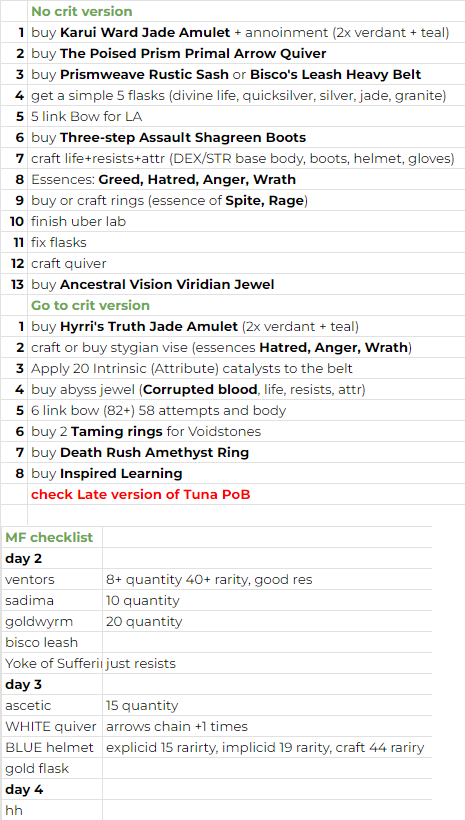 No crit version
1 buy Karui Ward Jade Amulet + annoinment (2x verdant + teal)
2 buy The Poised Prism Primal Arrow Quiver
3 buy Prismweave Rustic Sash or Bisco's Leash Heavy Belt
4 get a simple 5 flasks (divine life, quicksilver, silver, jade, granite)
5 5 link Bow for LA
6 buy Three-step Assault Shagreen Boots
7 craft life+resists+attr (DEX/STR base body, boots, helmet, gloves)
8 Essences: Greed, Hatred, Anger, Wrath
9 buy or craft rings (essence of Spite, Rage)
10 finish uber lab
11 fix flasks
12 craft quiver
13 buy Ancestral Vision Viridian Jewel
Go to crit version
1 buy Hyrri's Truth Jade Amulet (2x verdant + teal)
2 craft or buy stygian vise (essences Hatred, Anger, Wrath)
3 Apply 20 Intrinsic (Attribute) catalysts to the belt
4 buy abyss jewel (Corrupted blood, life, resists, attr)
5 6 link bow (82+) 58 attempts and body
6 buy 2 Taming rings for Voidstones
7 buy Death Rush Amethyst Ring
8 buy Inspired Learning
check Late version of Tuna PoB
MF checklist
day 2
ventors 8+ quantity 40+ rarity, good res
sadima 10 quantity
goldwyrm 20 quantity
bisco leash
Yoke of Sufferi just resists
day 3
ascetic 15 quantity
WHITE quiver arrows chain +1 times
BLUE helmet explicid 15 rarirty, implicid 19 rarity, craft 44 rariry
gold flask
day 4
hh